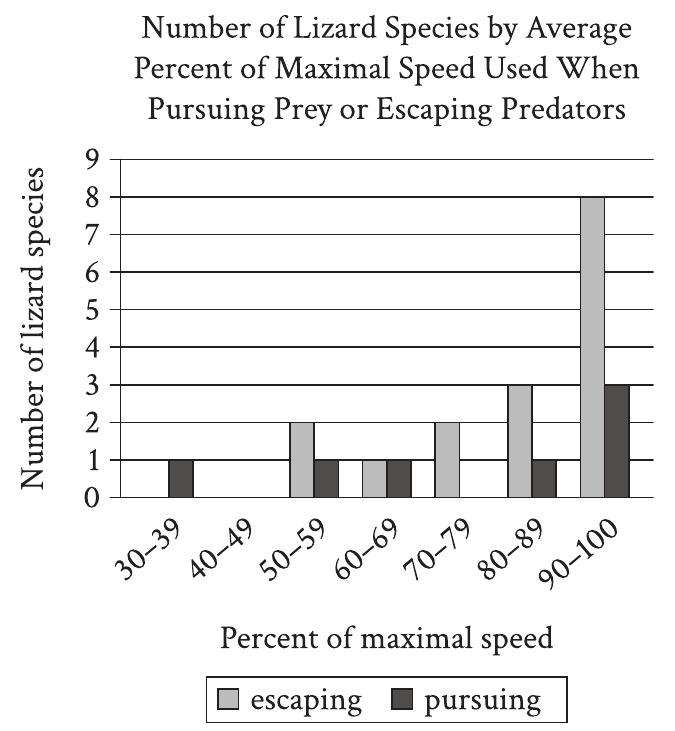 Number of Lizard Species by Average
Percent of Maximal Speed Used When
Pursuing Prey or Escaping Predators
Number of lizard species
9
8
7
6
5
4
3
2
1
0
30–39
40–49
50–59
60–69
70–79
80–89
90–100
Percent of maximal speed
escaping
pursuing